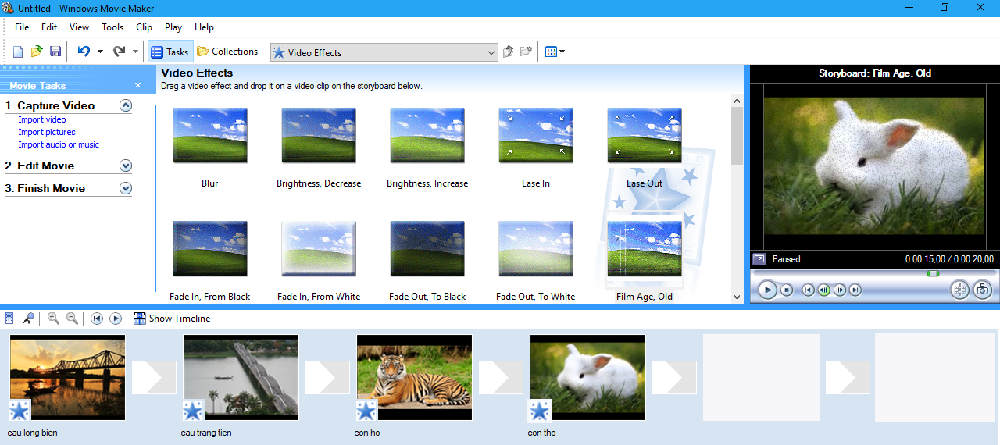 Untitled - Windows Movie Maker
File Edit View Tools Clip Play Help
Tasks Collections Video Effects
Movie Tasks
1. Capture Video
Import video
Import pictures
Import audio or music
2. Edit Movie
3. Finish Movie
Video Effects
Drag a video effect and drop it on a video clip on the storyboard below.
Blur Brightness, Decrease Brightness, Increase Ease In Ease Out
Fade In, From Black Fade In, From White Fade Out, To Black Fade Out, To White Film Age, Old
Storyboard: Film Age, Old
Paused 0:00:15,00 / 0:00:20,00
Show Timeline
cau long bien cau trang tien con ho con tho